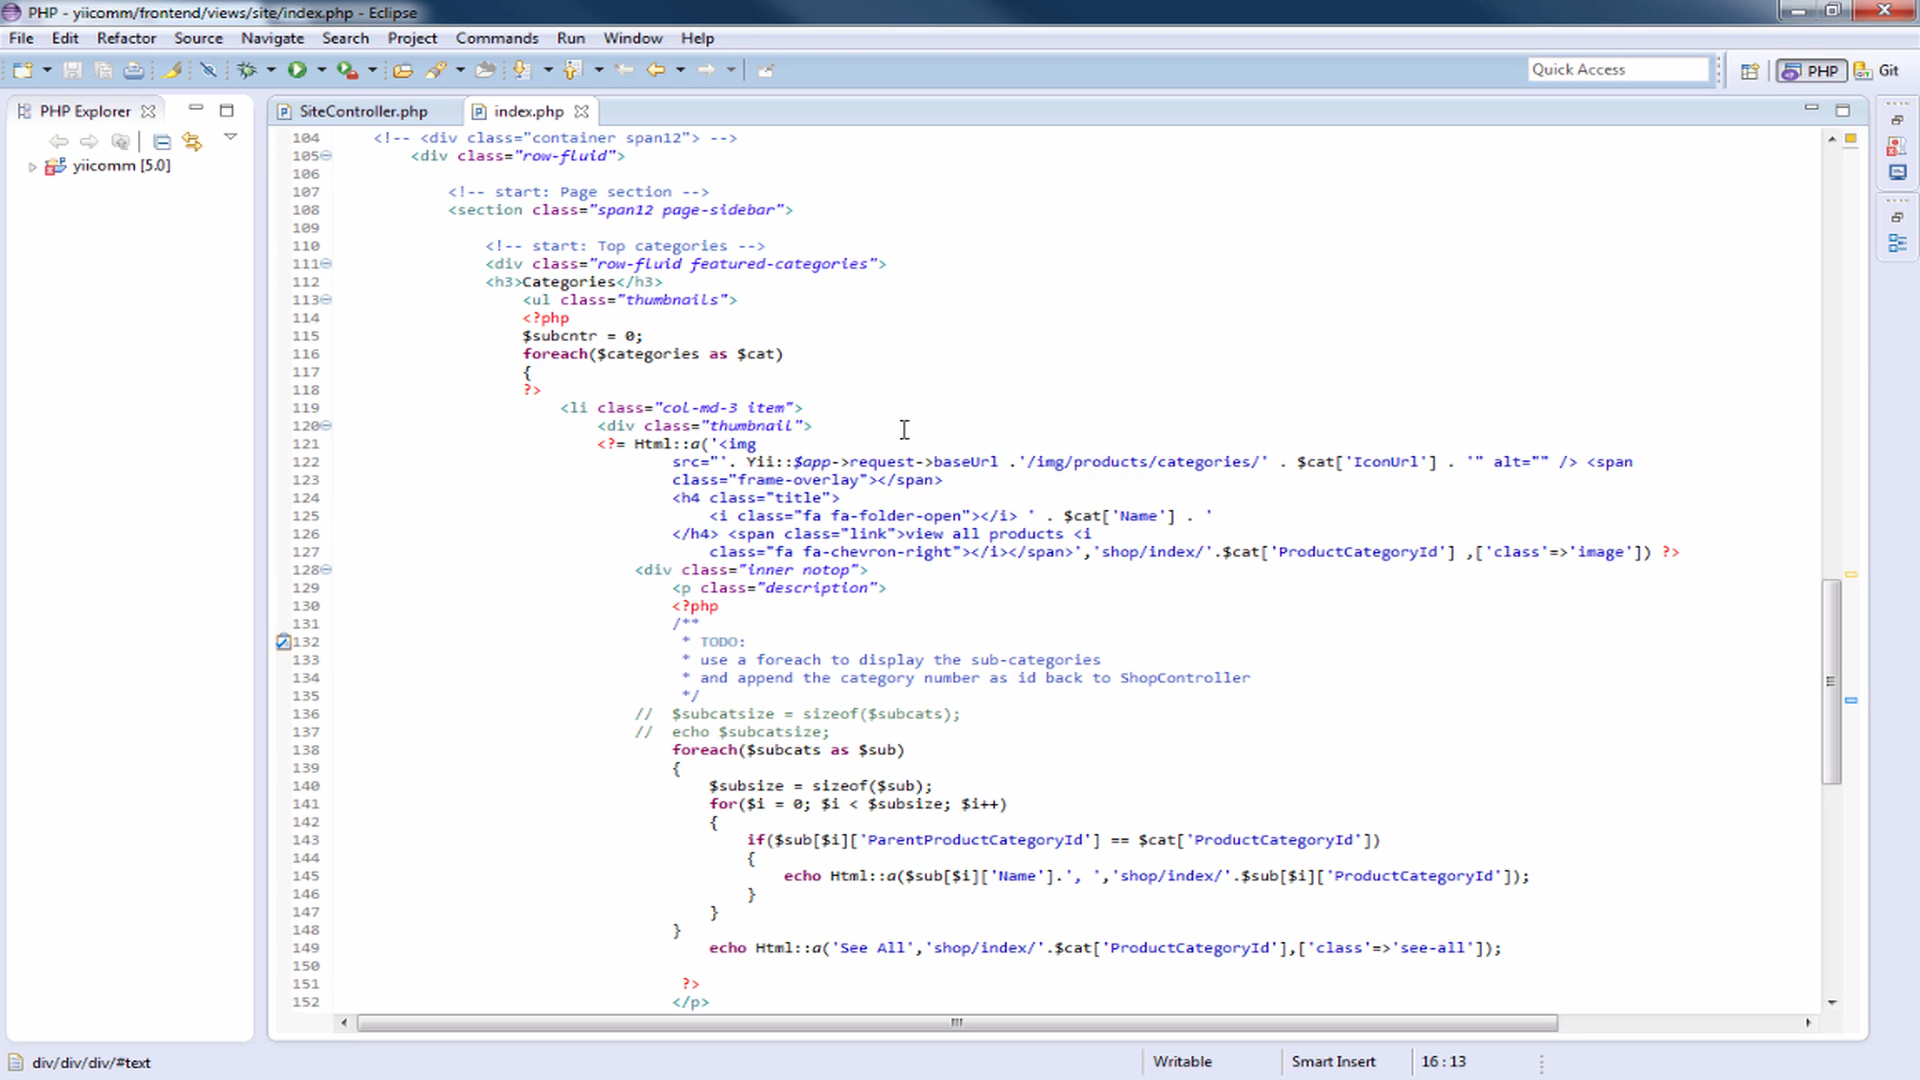 PHP - yiicomm/frontend/views/site/index.php - Eclipse
File Edit Refactor Source Navigate Search Project Commands Run Window Help
Quick Access PHP Git
PHP Explorer
yiicomm [5.0]
SiteController.php index.php
104 <!-- <div class="container span12"> -->
105 <div class="row-fluid">
106
107 <!-- start: Page section -->
108 <section class="span12 page-sidebar">
109
110 <!-- start: Top categories -->
111 <div class="row-fluid featured-categories">
112 <h3>Categories</h3>
113 <ul class="thumbnails">
114 <?php
115 $subcntr = 0;
116 foreach($categories as $cat)
117 {
118 ?>
119 <li class="col-md-3 item">
120 <div class="thumbnail">
121 <?= Html::a('<img
122 src="'. Yii::$app->request->baseUrl .'/img/products/categories/' . $cat['IconUrl'] . '" alt="" /> <span
123 class="frame-overlay"></span>
124 <h4 class="title">
125 <i class="fa fa-folder-open"></i> ' . $cat['Name'] . '
126 </h4> <span class="link">view all products <i
127 class="fa fa-chevron-right"></i></span>','shop/index/'.$cat['ProductCategoryId'] ,['class'=>'image']) ?>
128 <div class="inner notop">
129 <p class="description">
130 <?php
131 /**
132 * TODO:
133 * use a foreach to display the sub-categories
134 * and append the category number as id back to ShopController
135 */
136 // $subcatsize = sizeof($subcats);
137 // echo $subcatsize;
138 foreach($subcats as $sub)
139 {
140 $subsize = sizeof($sub);
141 for($i = 0; $i < $subsize; $i++)
142 {
143 if($sub[$i]['ParentProductCategoryId'] == $cat['ProductCategoryId'])
144 {
145 echo Html::a($sub[$i]['Name'].', ','shop/index/'.$sub[$i]['ProductCategoryId']);
146 }
147 }
148 }
149 echo Html::a('See All','shop/index/'.$cat['ProductCategoryId'],['class'=>'see-all']);
150
151 ?>
152 </p>
div/div/div/#text Writable Smart Insert 16 : 13